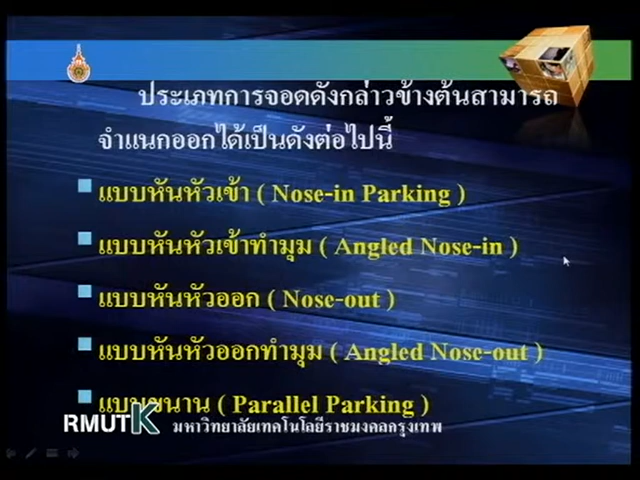 ประเภทการจอดดังกล่าวข้างต้นสามารถ
จำแนกออกได้เป็นดังต่อไปนี้
แบบหันหัวเข้า ( Nose-in Parking )
แบบหันหัวเข้าทำมุม ( Angled Nose-in )
แบบหันหัวออก ( Nose-out )
แบบหันหัวออกทำมุม ( Angled Nose-out )
แบบขนาน ( Parallel Parking )
RMUTK มหาวิทยาลัยเทคโนโลยีราชมงคลกรุงเทพ